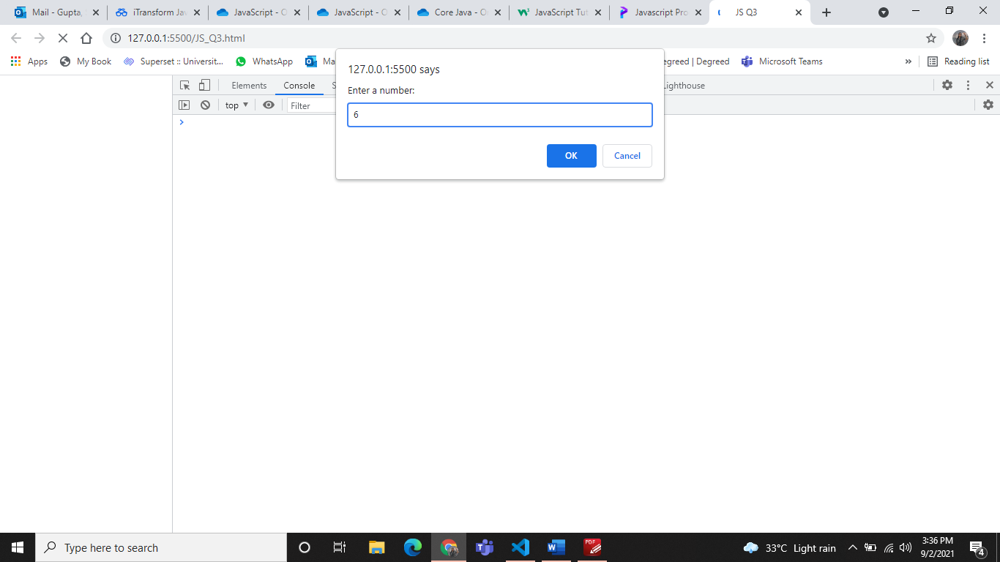 Mail - Gupta,
iTransform Jav
JavaScript - O
JavaScript - O
Core Java - O
JavaScript Tut
Javascript Pro
JS Q3
127.0.0.1:5500/JS_Q3.html
Apps
My Book
Superset :: Universit...
WhatsApp
Ma
egreed | Degreed
Microsoft Teams
»
Reading list
127.0.0.1:5500 says
Enter a number:
6
OK
Cancel
Elements
Console
S
Lighthouse
top
Filter
Type here to search
PDF
33°C Light rain
3:36 PM
9/2/2021
4